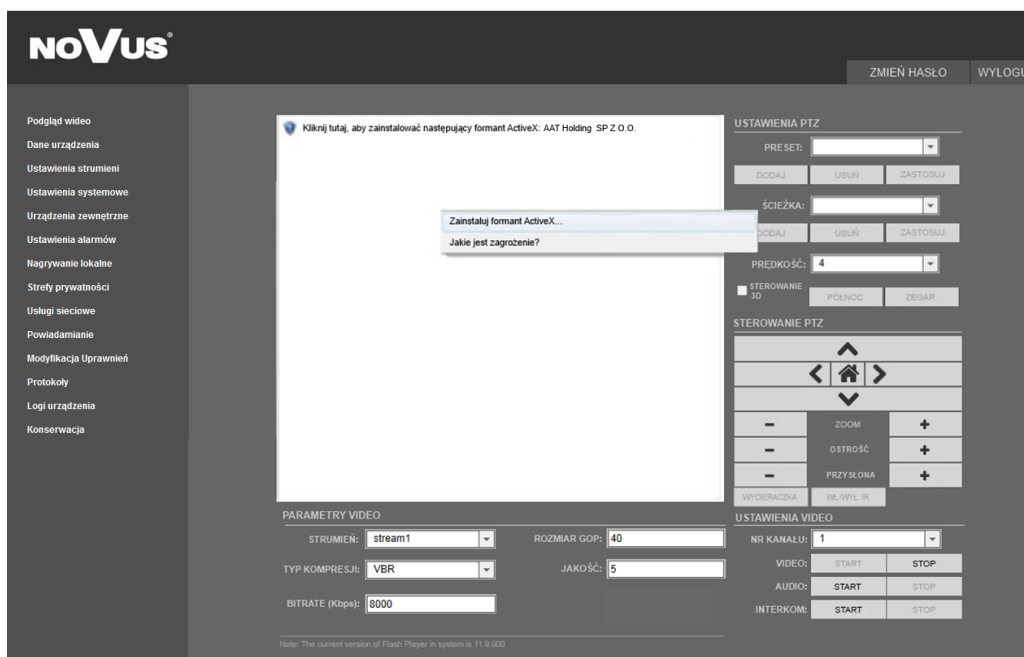 NOVUS®
ZMIEŃ HASŁO
Podgląd wideo
Dane urządzenia
Ustawienia strumieni
Ustawienia systemowe
Urządzenia zewnętrzne
Ustawienia alarmów
Nagrywanie lokalne
Strefy prywatności
Usługi sieciowe
Powiadamianie
Modyfikacja Uprawnień
Protokoły
Logi urządzenia
Konserwacja
Kliknij tutaj, aby zainstalować następujący formant ActiveX: AAT Holding SP Z O.O.
Zainstaluj formant ActiveX...
Jakie jest zagrożenie?
USTAWIENIA PTZ
PRESET:
DODAJ USUŃ ZASTOSUJ
ŚCIEŻKA:
DODAJ USUŃ ZASTOSUJ
PRĘDKOŚĆ: 4
STEROWANIE
3D
PÓŁNOC ZEGAR
STEROWANIE PTZ
- ZOOM +
- OSTROŚĆ +
- PRZYSŁONA +
WYCIERACZKA WŁ./WYŁ. IR
PARAMETRY VIDEO
STRUMIEŃ: stream1 ROZMIAR GOP: 40
TYP KOMPRESJI: VBR JAKOŚĆ: 5
BITRATE (Kbps): 8000
Note: The current version of Flash Player in system is 11.9.900
USTAWIENIA VIDEO
NR KANAŁU: 1
VIDEO: START STOP
AUDIO: START STOP
INTERKOM: START STOP